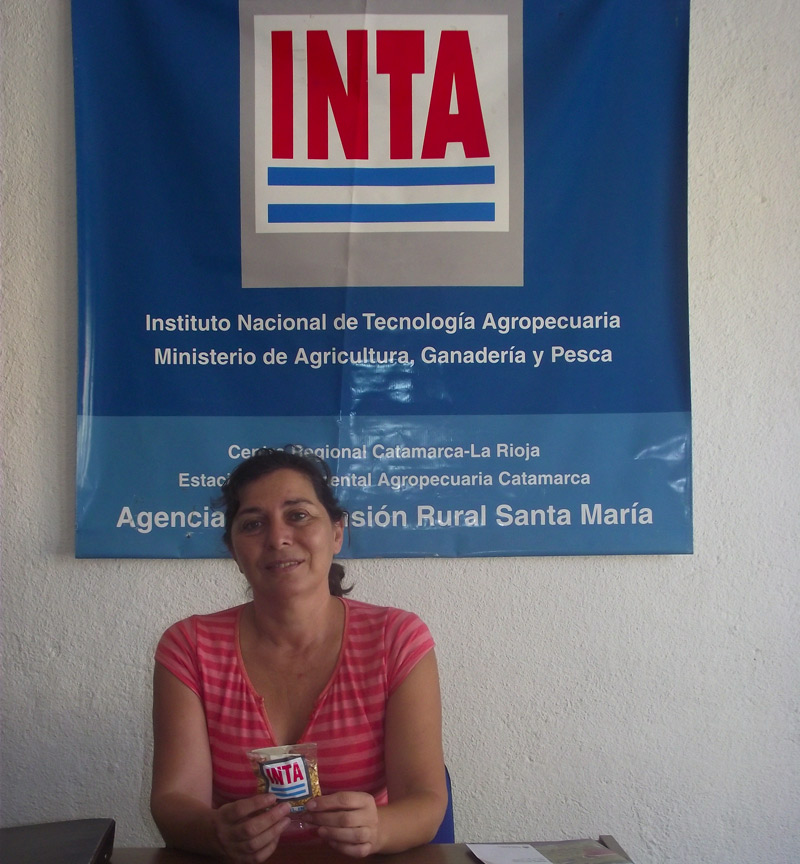 INTA
Instituto Nacional de Tecnología Agropecuaria
Ministerio de Agricultura, Ganadería y Pesca
Centro Regional Catamarca-La Rioja
Agropecuaria Catamarca
Agencia Rural Santa María
INTA